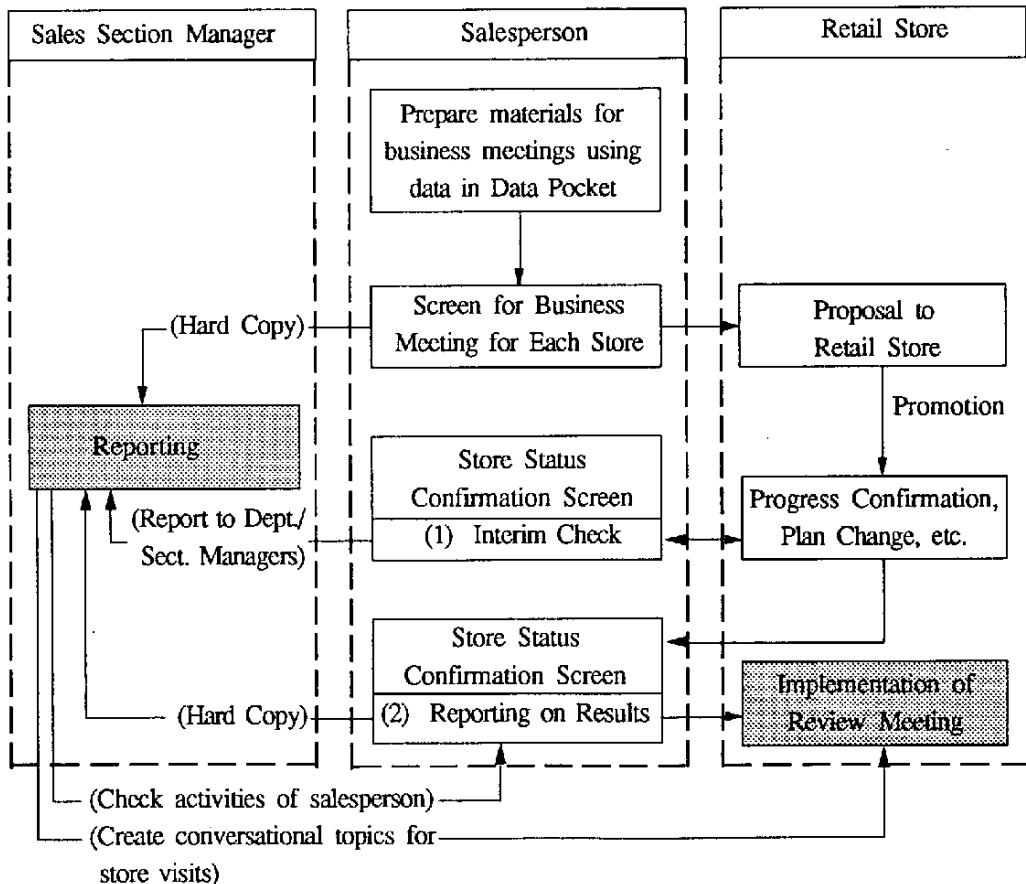 Sales Section Manager
Salesperson
Retail Store
Prepare materials for
business meetings using
data in Data Pocket
Screen for Business
Meeting for Each Store
(Hard Copy)
Proposal to
Retail Store
Promotion
Reporting
Store Status
Confirmation Screen
(1) Interim Check
(Report to Dept./
Sect. Managers)
Progress Confirmation,
Plan Change, etc.
Store Status
Confirmation Screen
(2) Reporting on Results
(Hard Copy)
Implementation of
Review Meeting
(Check activities of salesperson)
(Create conversational topics for
store visits)